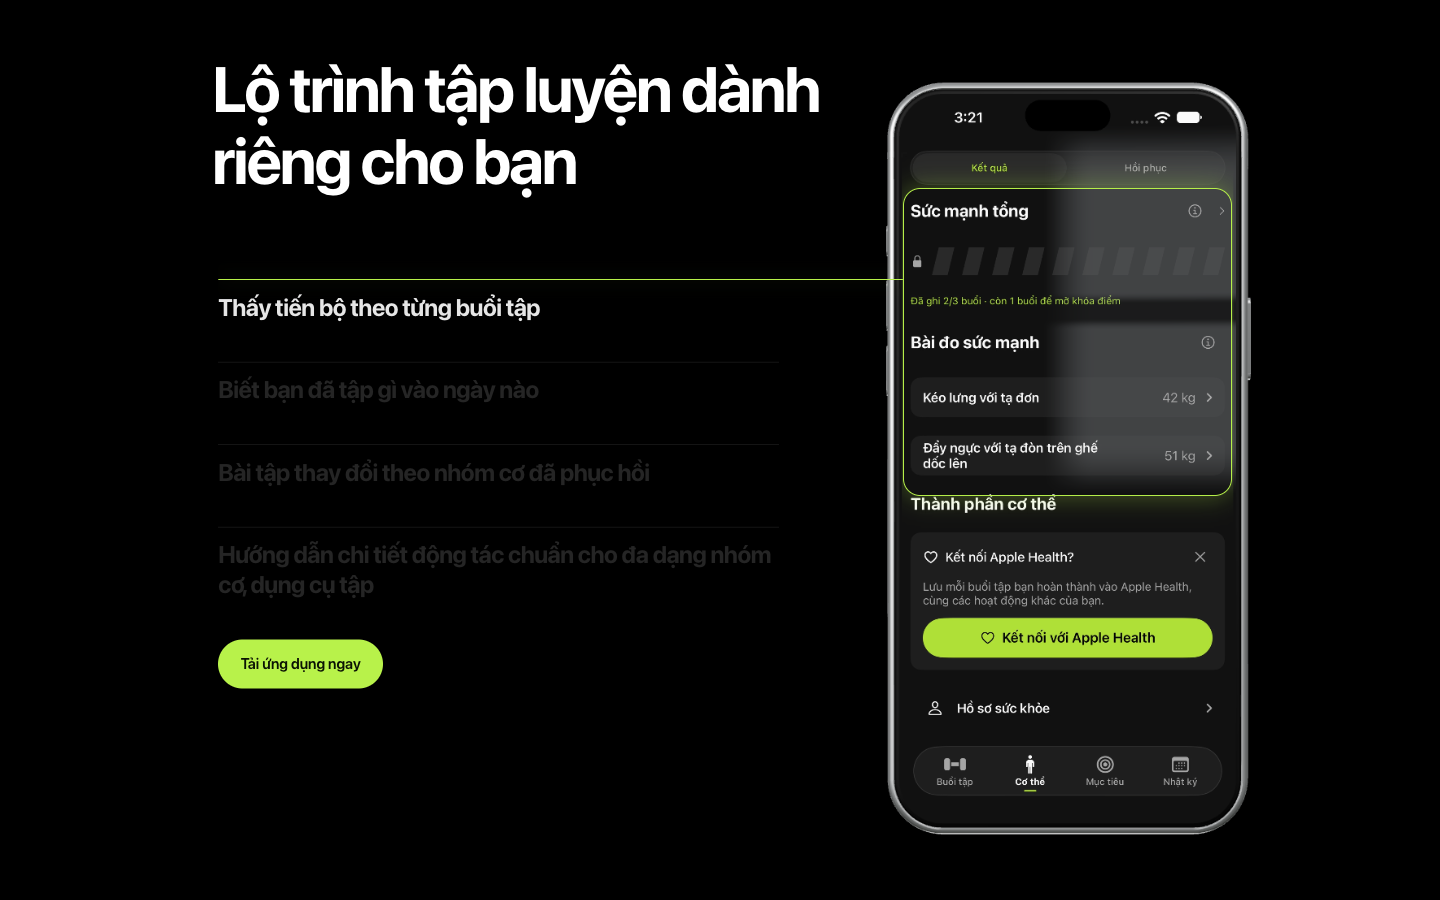 Lộ trình tập luyện dành
riêng cho bạn
Thấy tiến bộ theo từng buổi tập
Biết bạn đã tập gì vào ngày nào
Bài tập thay đổi theo nhóm cơ đã phục hồi
Hướng dẫn chi tiết động tác chuẩn cho đa dạng nhóm
cơ, dụng cụ tập
Tải ứng dụng ngay
3:21
Kết quả
Hồi phục
Sức mạnh tổng
Đã ghi 2/3 buổi · còn 1 buổi để mở khóa điểm
Bài đo sức mạnh
Kéo lưng với tạ đơn
42 kg
Đẩy ngực với tạ đòn trên ghế
dốc lên
51 kg
Thành phần cơ thể
Kết nối Apple Health?
Lưu mỗi buổi tập bạn hoàn thành vào Apple Health,
cùng các hoạt động khác của bạn.
Kết nối với Apple Health
Hồ sơ sức khỏe
Buổi tập
Cơ thể
Mục tiêu
Nhật ký